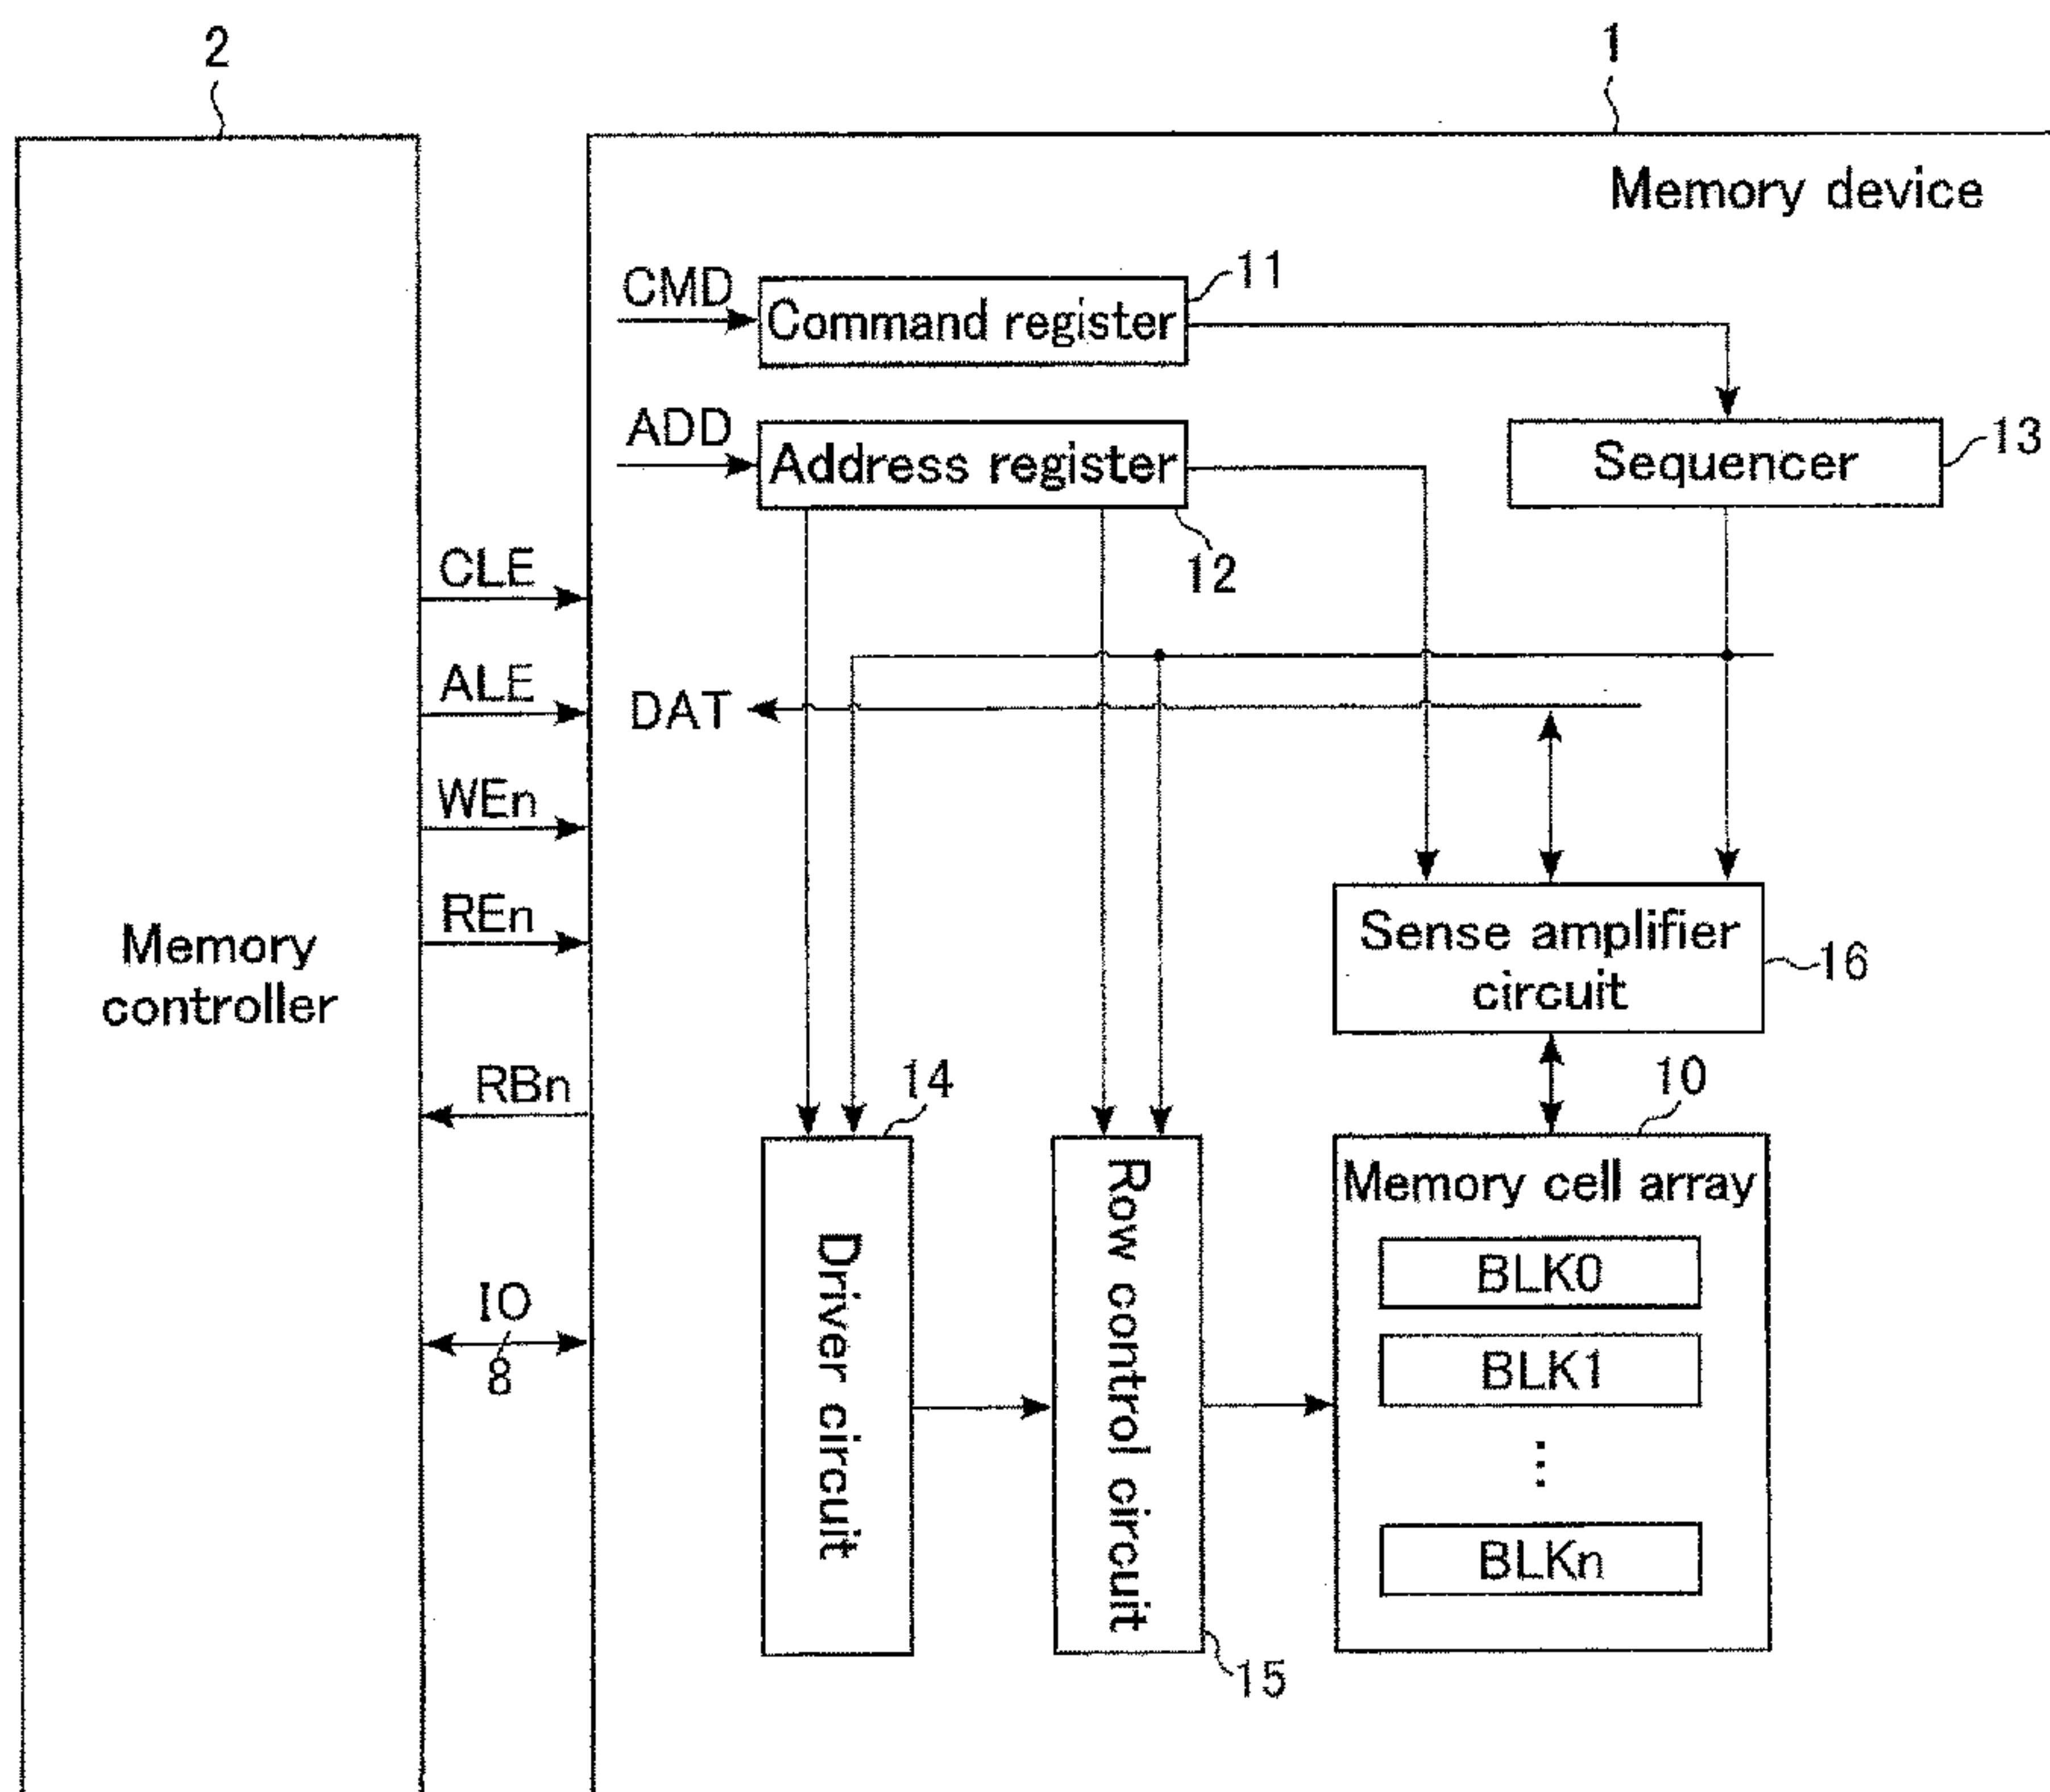 2
1
Memory device
CMD
Command register
11
ADD
Address register
12
Sequencer
13
CLE
ALE
WEn
REn
RBn
IO
8
Memory
controller
DAT
Sense amplifier
circuit
16
14
Driver circuit
Row control circuit
15
10
Memory cell array
BLK0
BLK1
⋮
BLKn